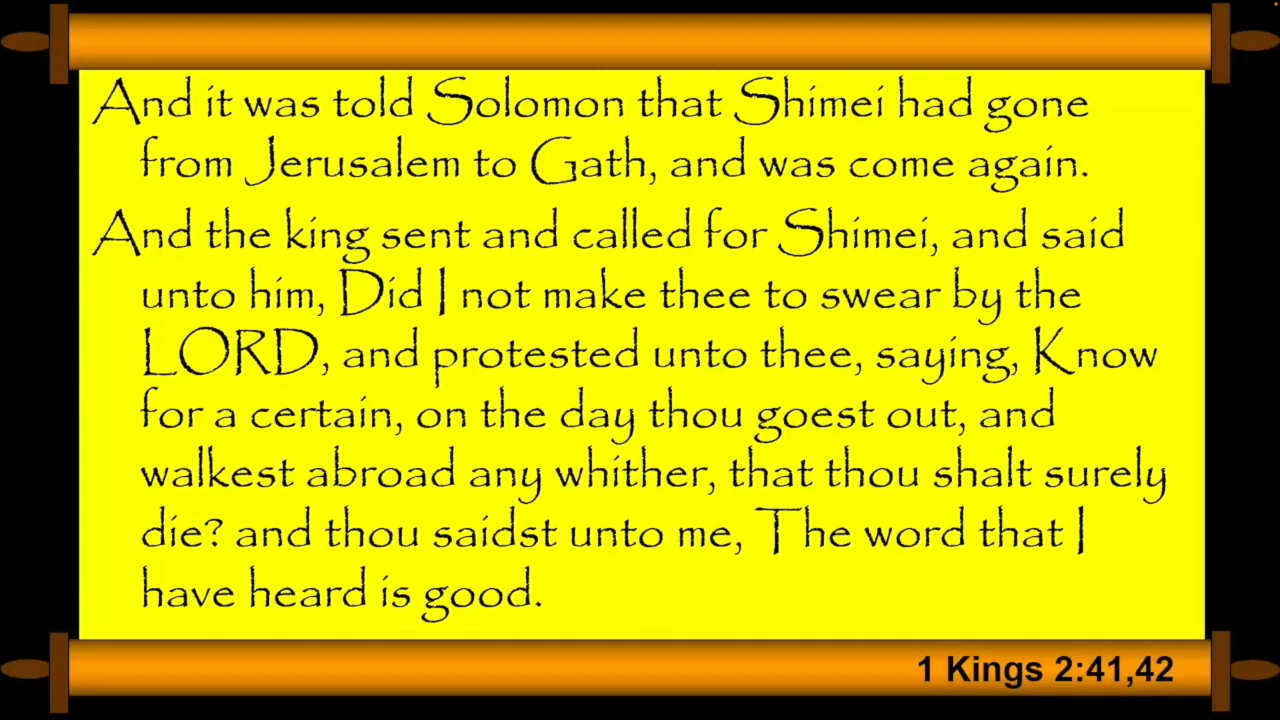 And it was told Solomon that Shimei had gone
from Jerusalem to Gath, and was come again.
And the king sent and called for Shimei, and said
unto him, Did I not make thee to swear by the
LORD, and protested unto thee, saying, Know
for a certain, on the day thou goest out, and
walkest abroad any whither, that thou shalt surely
die? and thou saidst unto me, The word that I
have heard is good.
1 Kings 2:41,42